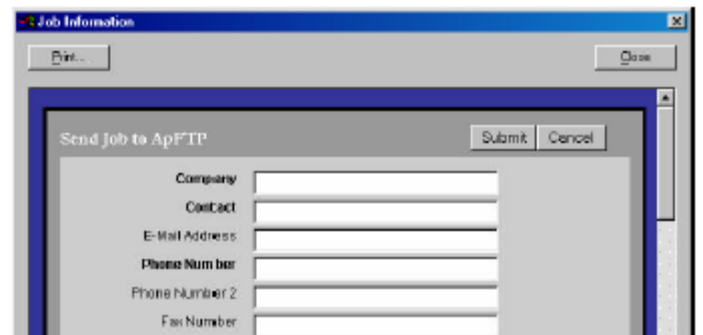 Job Information
Print... Close
Send Job to ApFTP Submit Cancel
Company
Contact
E-Mail Address
Phone Number
Phone Number 2
Fax Number